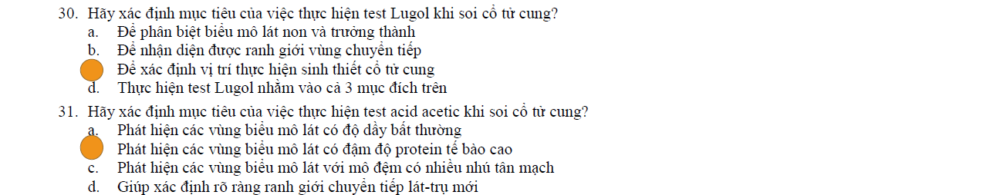 30. Hãy xác định mục tiêu của việc thực hiện test Lugol khi soi cổ tử cung?
a. Để phân biệt biểu mô lát non và trưởng thành
b. Để nhận diện được ranh giới vùng chuyển tiếp
Để xác định vị trí thực hiện sinh thiết cổ tử cung
d. Thực hiện test Lugol nhằm vào cả 3 mục đích trên
31. Hãy xác định mục tiêu của việc thực hiện test acid acetic khi soi cổ tử cung?
a. Phát hiện các vùng biểu mô lát có độ dầy bất thường
Phát hiện các vùng biểu mô lát có đậm độ protein tế bào cao
c. Phát hiện các vùng biểu mô lát với mô đệm có nhiều nhú tân mạch
d. Giúp xác định rõ ràng ranh giới chuyển tiếp lát-trụ mới